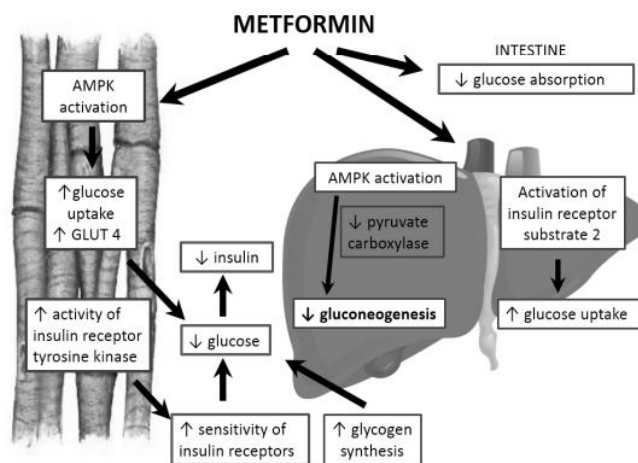 METFORMIN
INTESTINE
↓ glucose absorption
AMPK
activation
↑glucose
uptake
↑ GLUT 4
↑ activity of
insulin receptor
tyrosine kinase
↓ insulin
↓ glucose
↑ sensitivity of
insulin receptors
AMPK activation
↓ pyruvate
carboxylase
↓ gluconeogenesis
↑ glycogen
synthesis
Activation of
insulin receptor
substrate 2
↑ glucose uptake